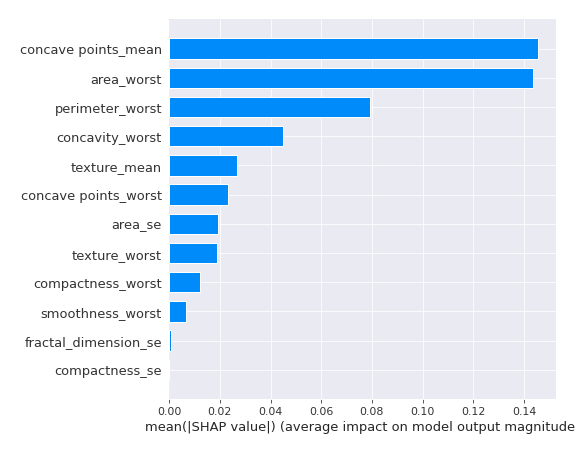 concave points_mean
area_worst
perimeter_worst
concavity_worst
texture_mean
concave points_worst
area_se
texture_worst
compactness_worst
smoothness_worst
fractal_dimension_se
compactness_se
0.00 0.02 0.04 0.06 0.08 0.10 0.12 0.14
mean(|SHAP value|) (average impact on model output magnitude